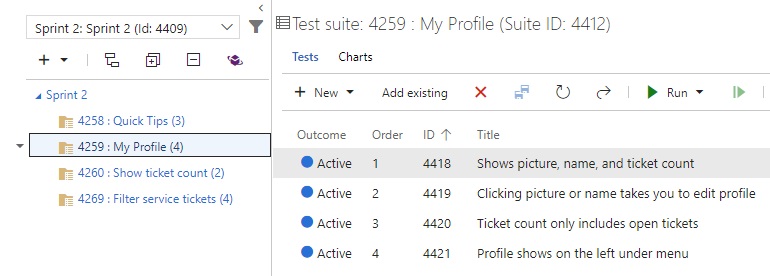 Sprint 2: Sprint 2 (Id: 4409)
Sprint 2
4258 : Quick Tips (3)
4259 : My Profile (4)
4260 : Show ticket count (2)
4269 : Filter service tickets (4)
Test suite: 4259 : My Profile (Suite ID: 4412)
Tests Charts
New Add existing Run
Outcome Order ID Title
Active 1 4418 Shows picture, name, and ticket count
Active 2 4419 Clicking picture or name takes you to edit profile
Active 3 4420 Ticket count only includes open tickets
Active 4 4421 Profile shows on the left under menu